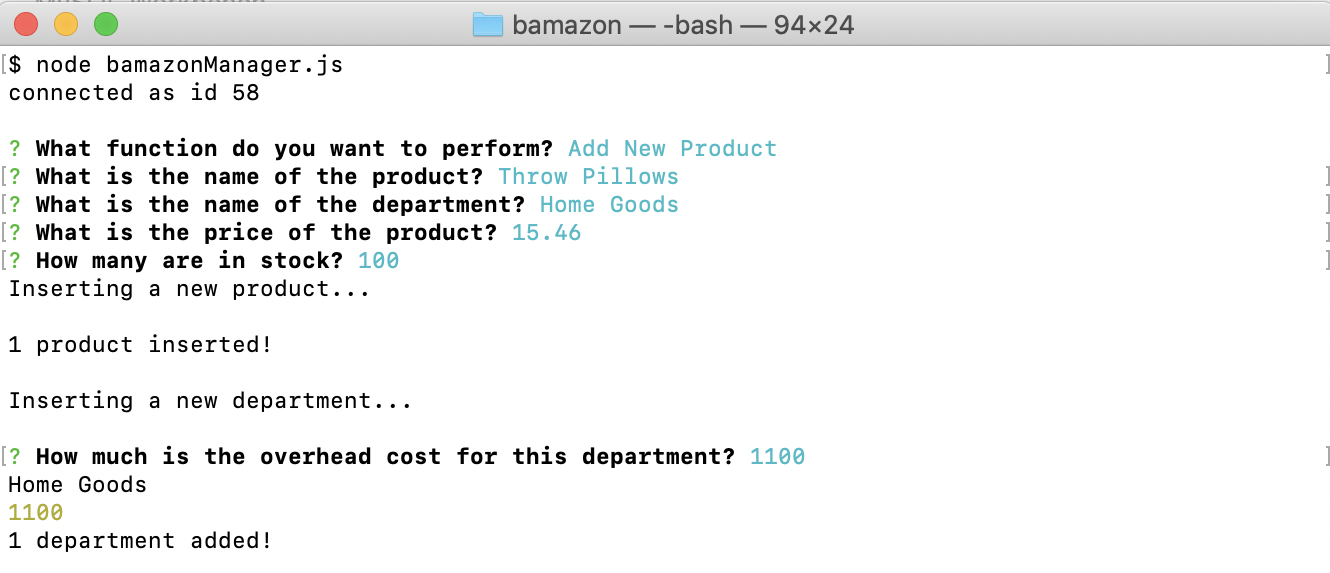 bamazon — -bash — 94×24
[$ node bamazonManager.js ]
connected as id 58
? What function do you want to perform? Add New Product
[? What is the name of the product? Throw Pillows ]
[? What is the name of the department? Home Goods ]
[? What is the price of the product? 15.46 ]
[? How many are in stock? 100 ]
Inserting a new product...
1 product inserted!
Inserting a new department...
[? How much is the overhead cost for this department? 1100 ]
Home Goods
1100
1 department added!